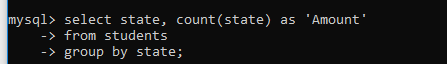 mysql> select state, count(state) as 'Amount'
    -> from students
    -> group by state;